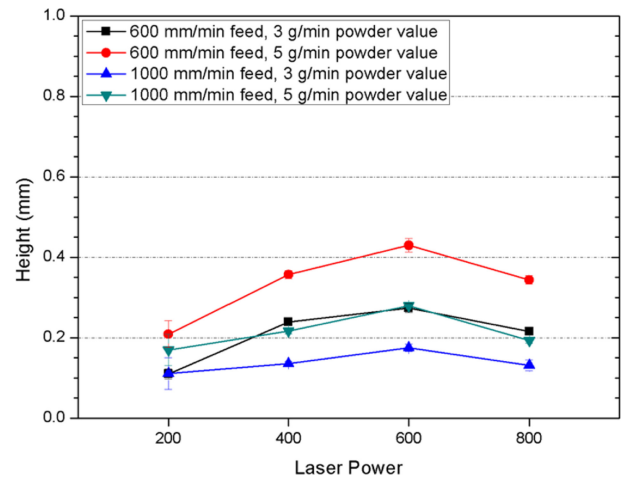 1.0
600 mm/min feed, 3 g/min powder value
600 mm/min feed, 5 g/min powder value
1000 mm/min feed, 3 g/min powder value
1000 mm/min feed, 5 g/min powder value
0.8
0.6
0.4
0.2
0.0
Height (mm)
200 400 600 800
Laser Power